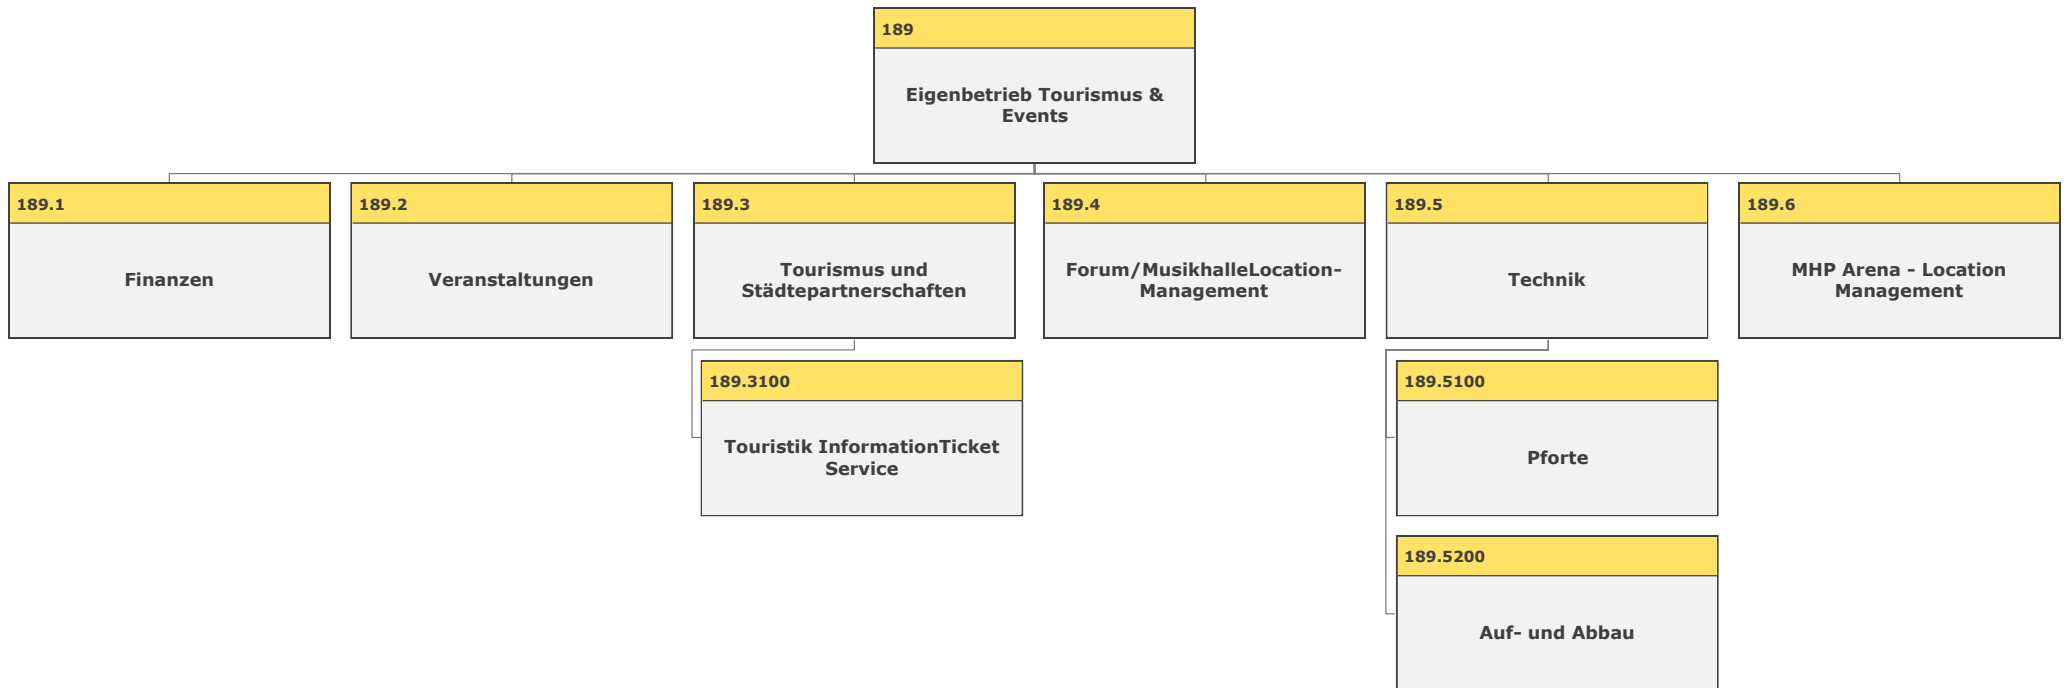 189
Eigenbetrieb Tourismus &
Events
189.1
Finanzen
189.2
Veranstaltungen
189.3
Tourismus und
Städtepartnerschaften
189.4
Forum/MusikhalleLocation-
Management
189.5
Technik
189.6
MHP Arena - Location
Management
189.3100
Touristik InformationTicket
Service
189.5100
Pforte
189.5200
Auf- und Abbau